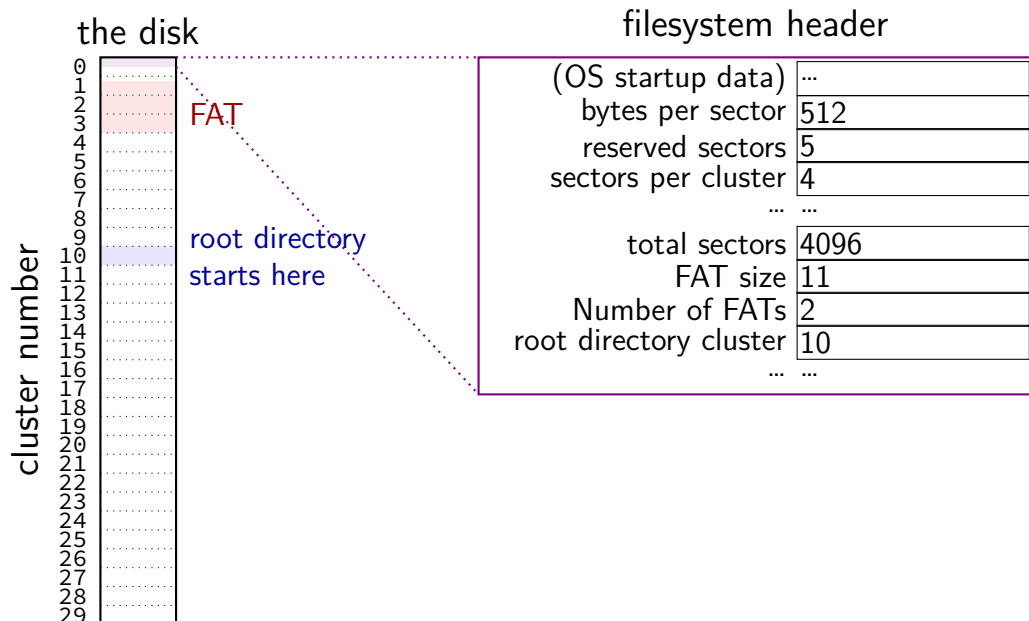 the disk
filesystem header
cluster number
0
1
2
3
4
5
6
7
8
9
10
11
12
13
14
15
16
17
18
19
20
21
22
23
24
25
26
27
28
29
FAT
root directory
starts here
(OS startup data) …
bytes per sector 512
reserved sectors 5
sectors per cluster 4
… …
total sectors 4096
FAT size 11
Number of FATs 2
root directory cluster 10
… …